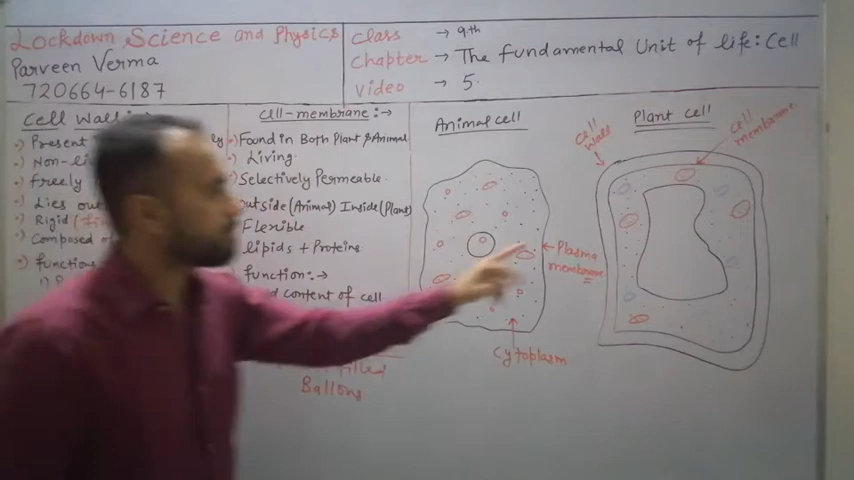 Lockdown Science and Physics
Parveen Verma
720664-6187
Class → 9th
Chapter → The Fundamental Unit of life: Cell
Video → 5.
Cell Wall
Present
Non-li
Freely
Lies out
Rigid
Composed
function
Cell-membrane :→
Found in Both Plant & Animal
Living
Selectively Permeable.
outside (Animal) Inside (Plant)
Flexible
lipids + Proteins
function :→
content of cell
filled
Ballons
Animal cell
Plasma membrane
Cytoplasm
Plant cell
Cell Wall
Cell membrane